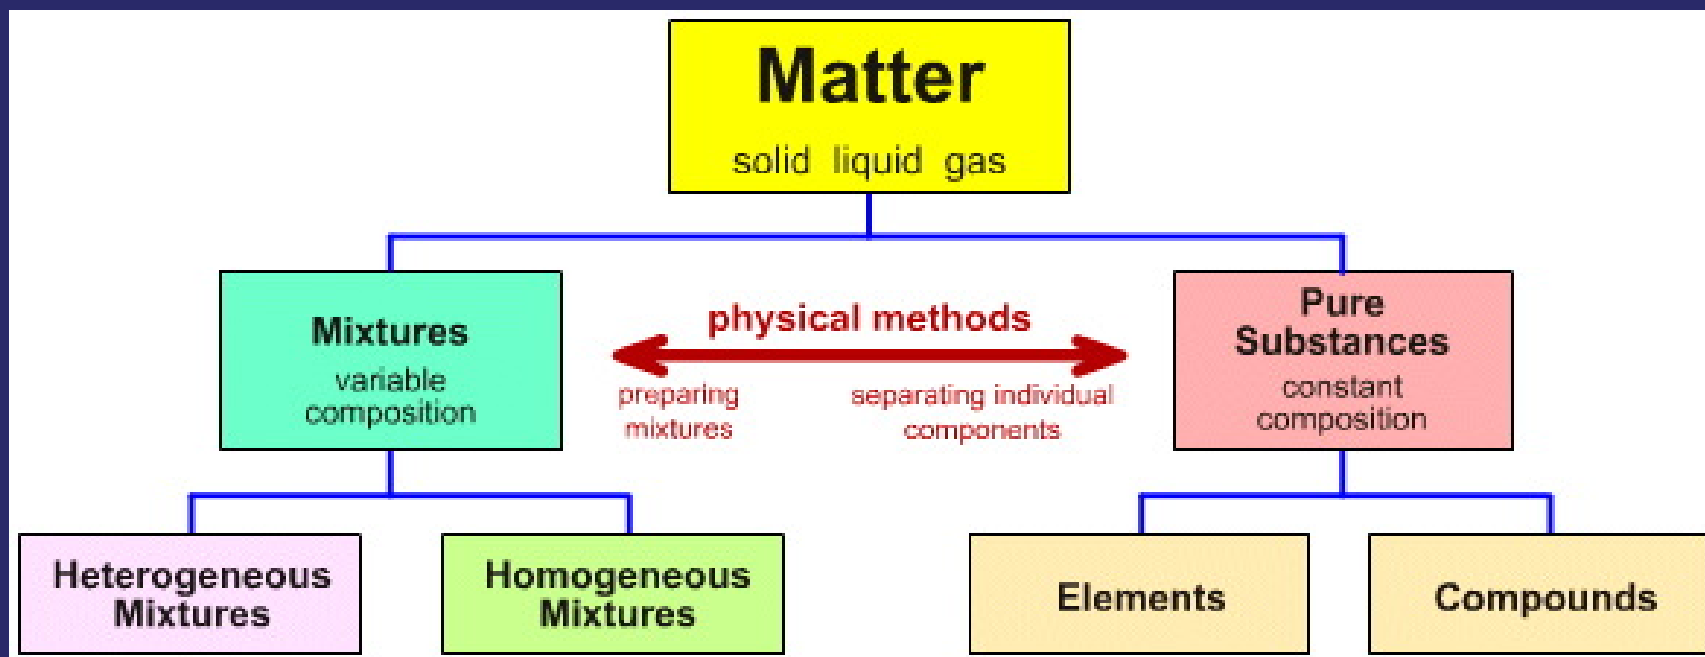 Matter
solid liquid gas
Mixtures
variable
composition
physical methods
preparing
mixtures
separating individual
components
Pure
Substances
constant
composition
Heterogeneous
Mixtures
Homogeneous
Mixtures
Elements
Compounds